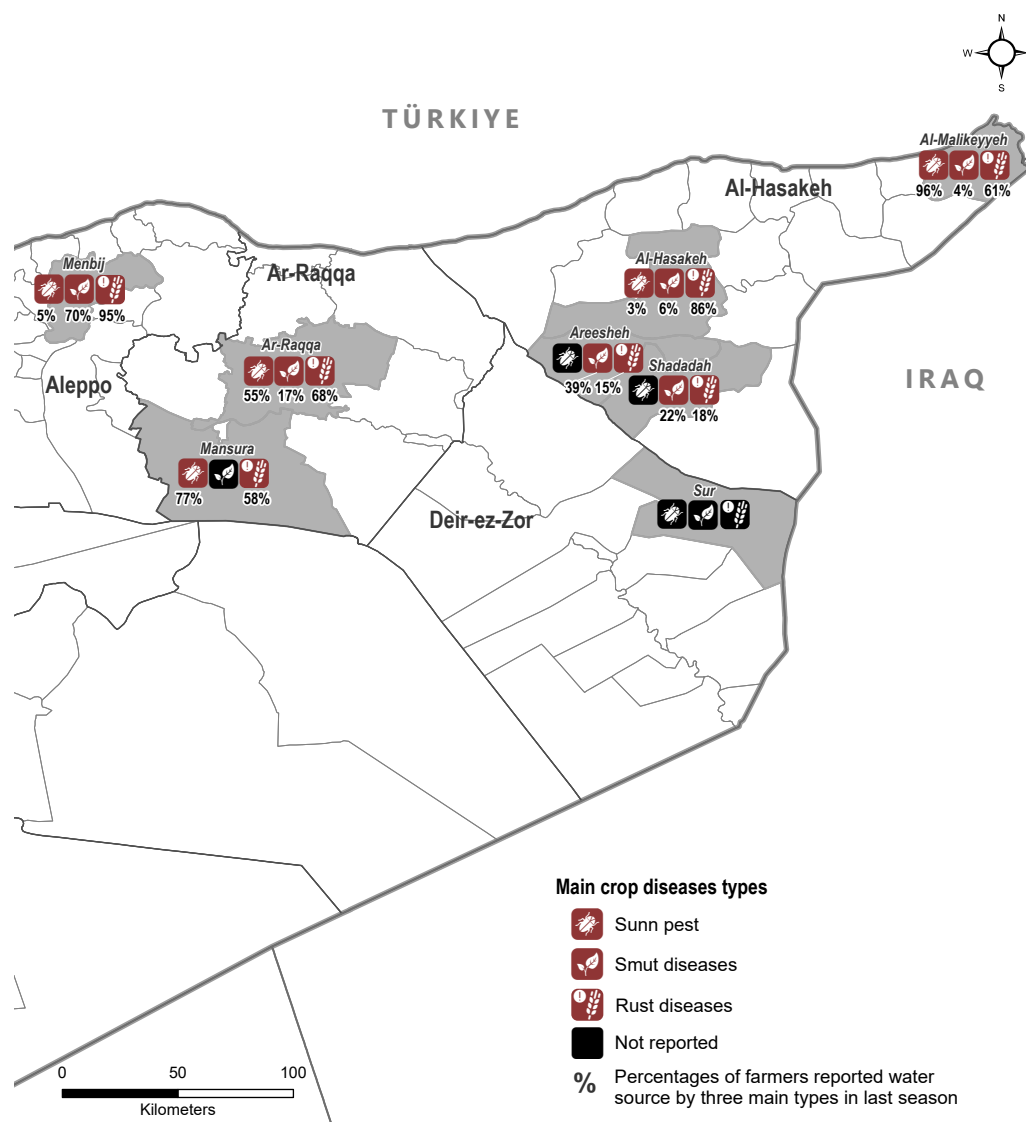 N
W E
S
TÜRKIYE
Al-Malikeyyeh
96% 4% 61%
Al-Hasakeh
Al-Hasakeh
3% 6% 86%
Menbij
5% 70% 95%
Ar-Raqqa
Ar-Raqqa
55% 17% 68%
Areesheh
39% 15%
Shadadah
22% 18%
IRAQ
Aleppo
Mansura
77% 58%
Sur
Deir-ez-Zor
Main crop diseases types
Sunn pest
Smut diseases
! Rust diseases
Not reported
% Percentages of farmers reported water
source by three main types in last season
0 50 100
Kilometers